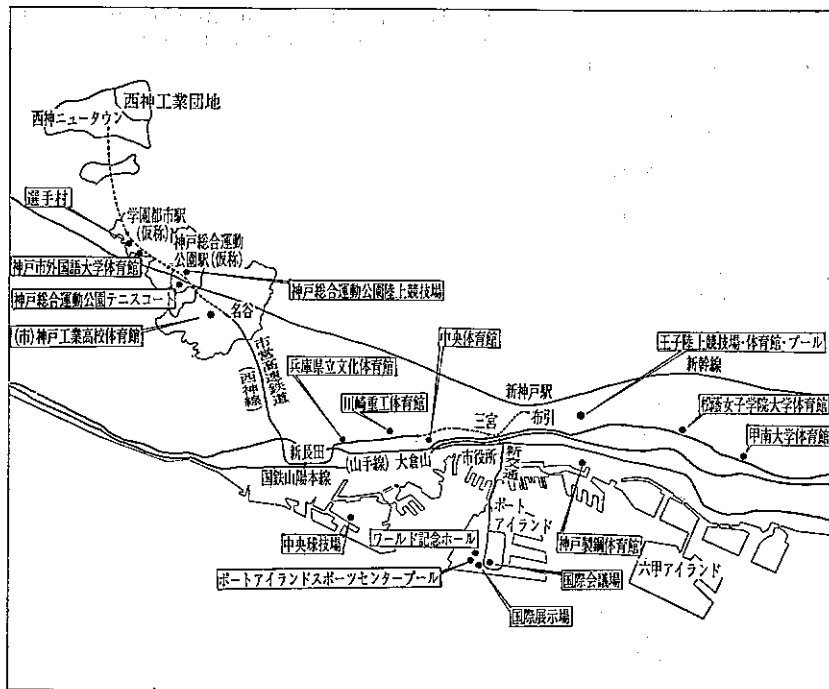 西神工業団地
西神ニュータウン
選手村
学園都市駅
(仮称)
神戸総合運動
公園駅(仮称)
神戸市外国語大学体育館
神戸総合運動公園テニスコート
神戸総合運動公園陸上競技場
名谷
(市)神戸工業高校体育館
市営高速鉄道
(西神線)
兵庫県立文化体育館
中央体育館
川崎重工体育館
王子陸上競技場・体育館・プール
新幹線
新神戸駅
三宮
布引
松蔭女子学院大学体育館
甲南大学体育館
新長田
(山手線)
大倉山
市役所
新交通
国鉄山陽本線
ポート
アイランド
神戸製鋼体育館
中央球技場
ワールド記念ホール
ポートアイランドスポーツセンタープール
国際会議場
国際展示場
六甲アイランド